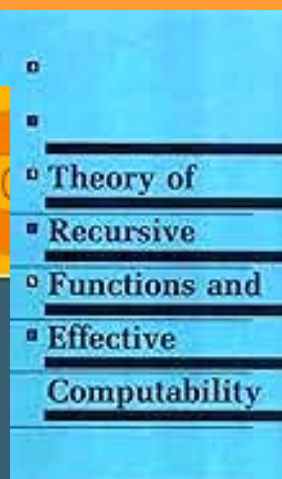 Theory of
Recursive
Functions and
Effective
Computability